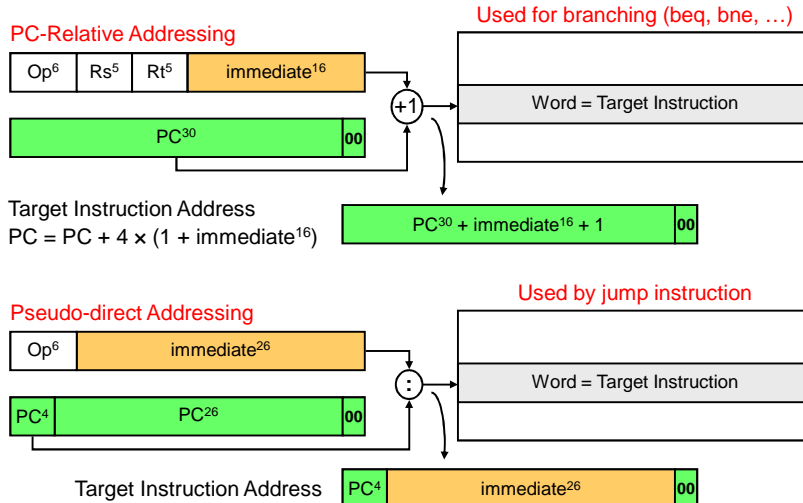 Used for branching (beq, bne, …)
PC-Relative Addressing
Op⁶ Rs⁵ Rt⁵ immediate¹⁶
+1
Word = Target Instruction
PC³⁰ 00
Target Instruction Address
PC = PC + 4 × (1 + immediate¹⁶)
PC³⁰ + immediate¹⁶ + 1 00
Used by jump instruction
Pseudo-direct Addressing
Op⁶ immediate²⁶
:
Word = Target Instruction
PC⁴ PC²⁶ 00
Target Instruction Address PC⁴ immediate²⁶ 00